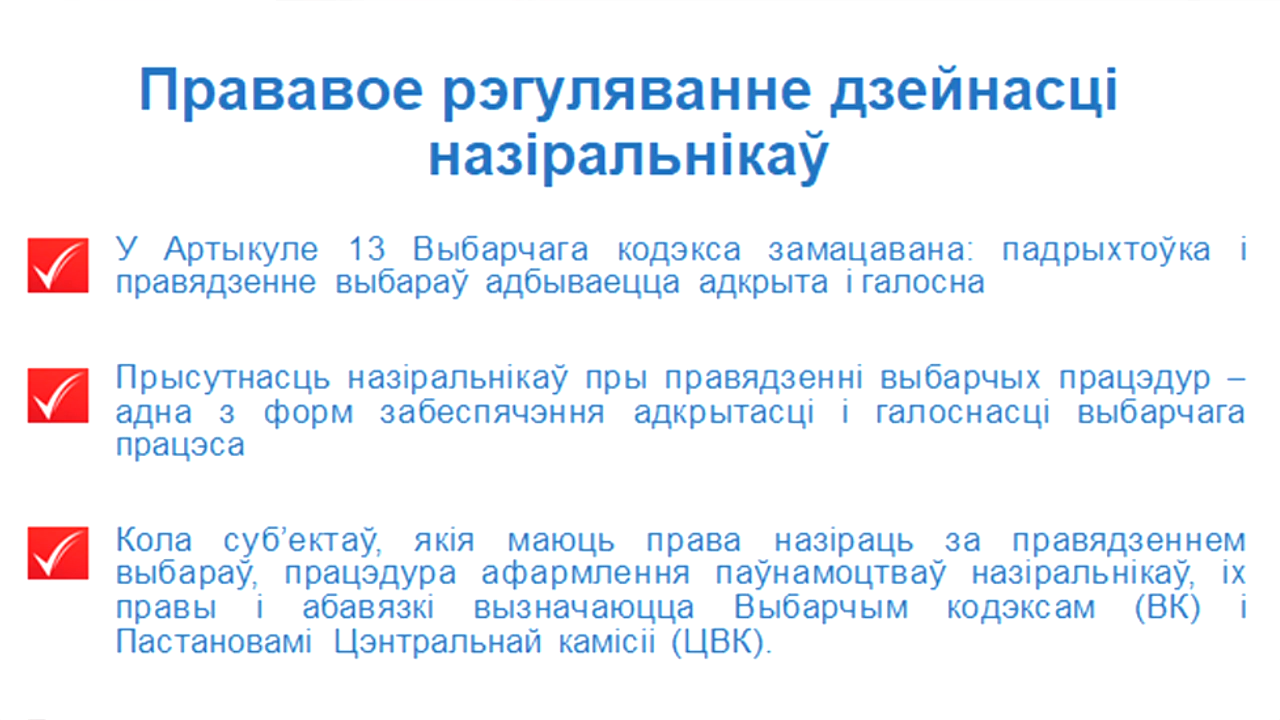 Прававое рэгуляванне дзейнасці
назіральнікаў
У Артыкуле 13 Выбарчага кодэкса замацавана: падрыхтоўка і
правядзенне выбараў адбываецца адкрыта і галосна
Прысутнасць назіральнікаў пры правядзенні выбарчых працэдур –
адна з форм забеспячэння адкрытасці і галоснасці выбарчага
працэса
Кола суб’ектаў, якія маюць права назіраць за правядзеннем
выбараў, працэдура афармлення паўнамоцтваў назіральнікаў, іх
правы і абавязкі вызначаюцца Выбарчым кодэксам (ВК) і
Пастановамі Цэнтральнай камісіі (ЦВК).